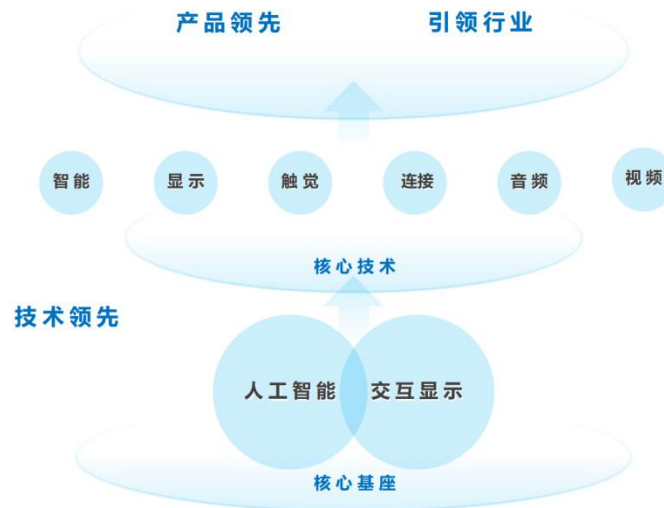 产品领先 引领行业
智能 显示 触觉 连接 音频 视频
核心技术
技术领先
人工智能 交互显示
核心基座